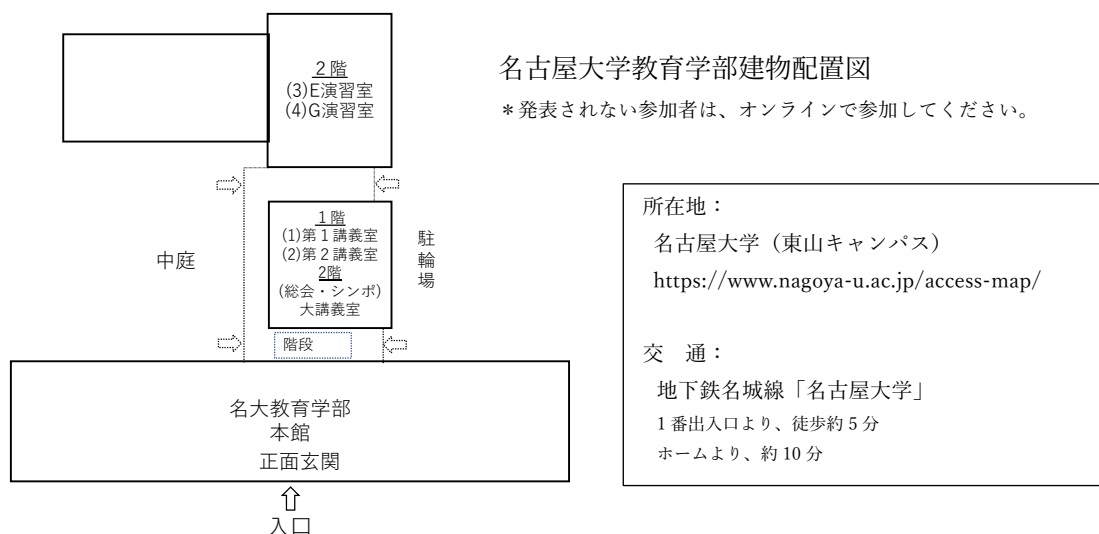 名古屋大学教育学部建物配置図
＊発表されない参加者は、オンラインで参加してください。
2階
(3)E演習室
(4)G演習室
1階
(1)第1講義室
(2)第2講義室
2階
(総会・シンポ)
大講義室
中庭
駐輪場
階段
名大教育学部
本館
正面玄関
入口
所在地：
名古屋大学（東山キャンパス）
https://www.nagoya-u.ac.jp/access-map/
交　通：
地下鉄名城線「名古屋大学」
1番出入口より、徒歩約5分
ホームより、約10分